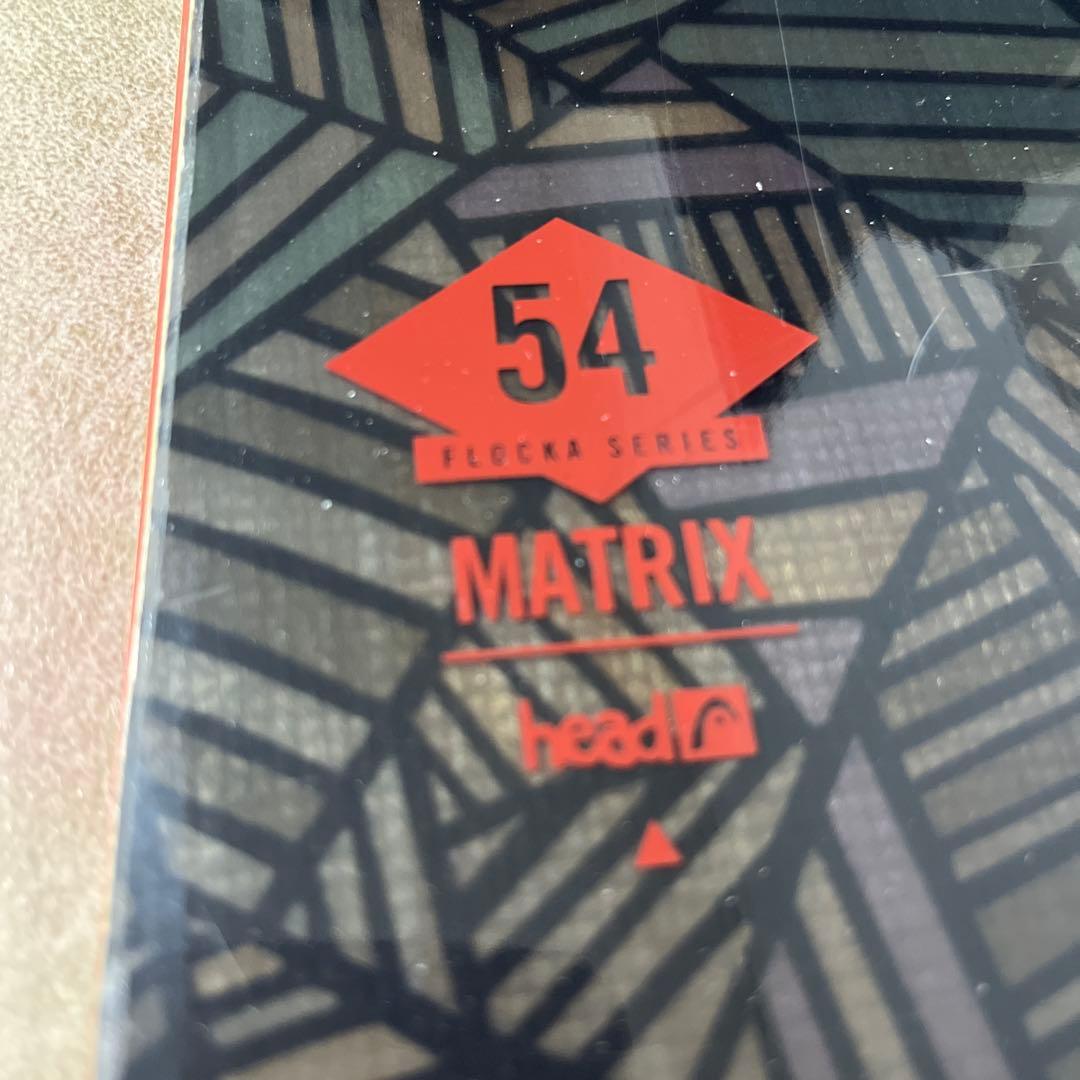 54
FLOCKA SERIES
MATRIX
head